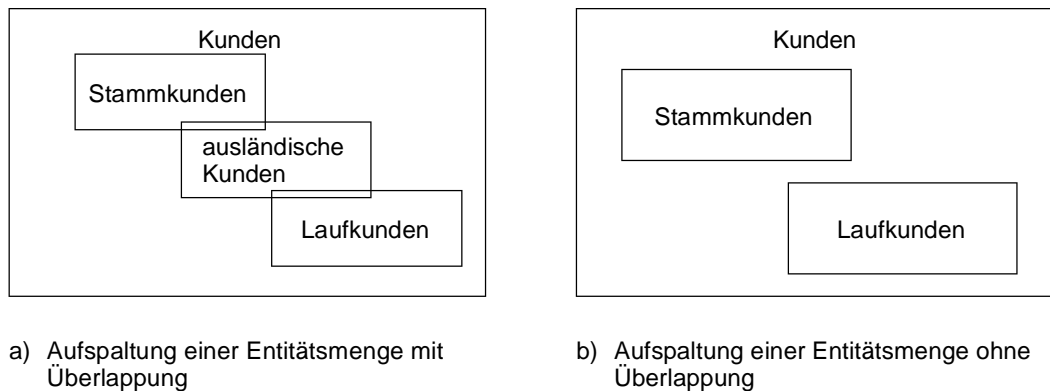 Kunden
Stammkunden
ausländische
Kunden
Laufkunden
a) Aufspaltung einer Entitätsmenge mit
Überlappung
Kunden
Stammkunden
Laufkunden
b) Aufspaltung einer Entitätsmenge ohne
Überlappung